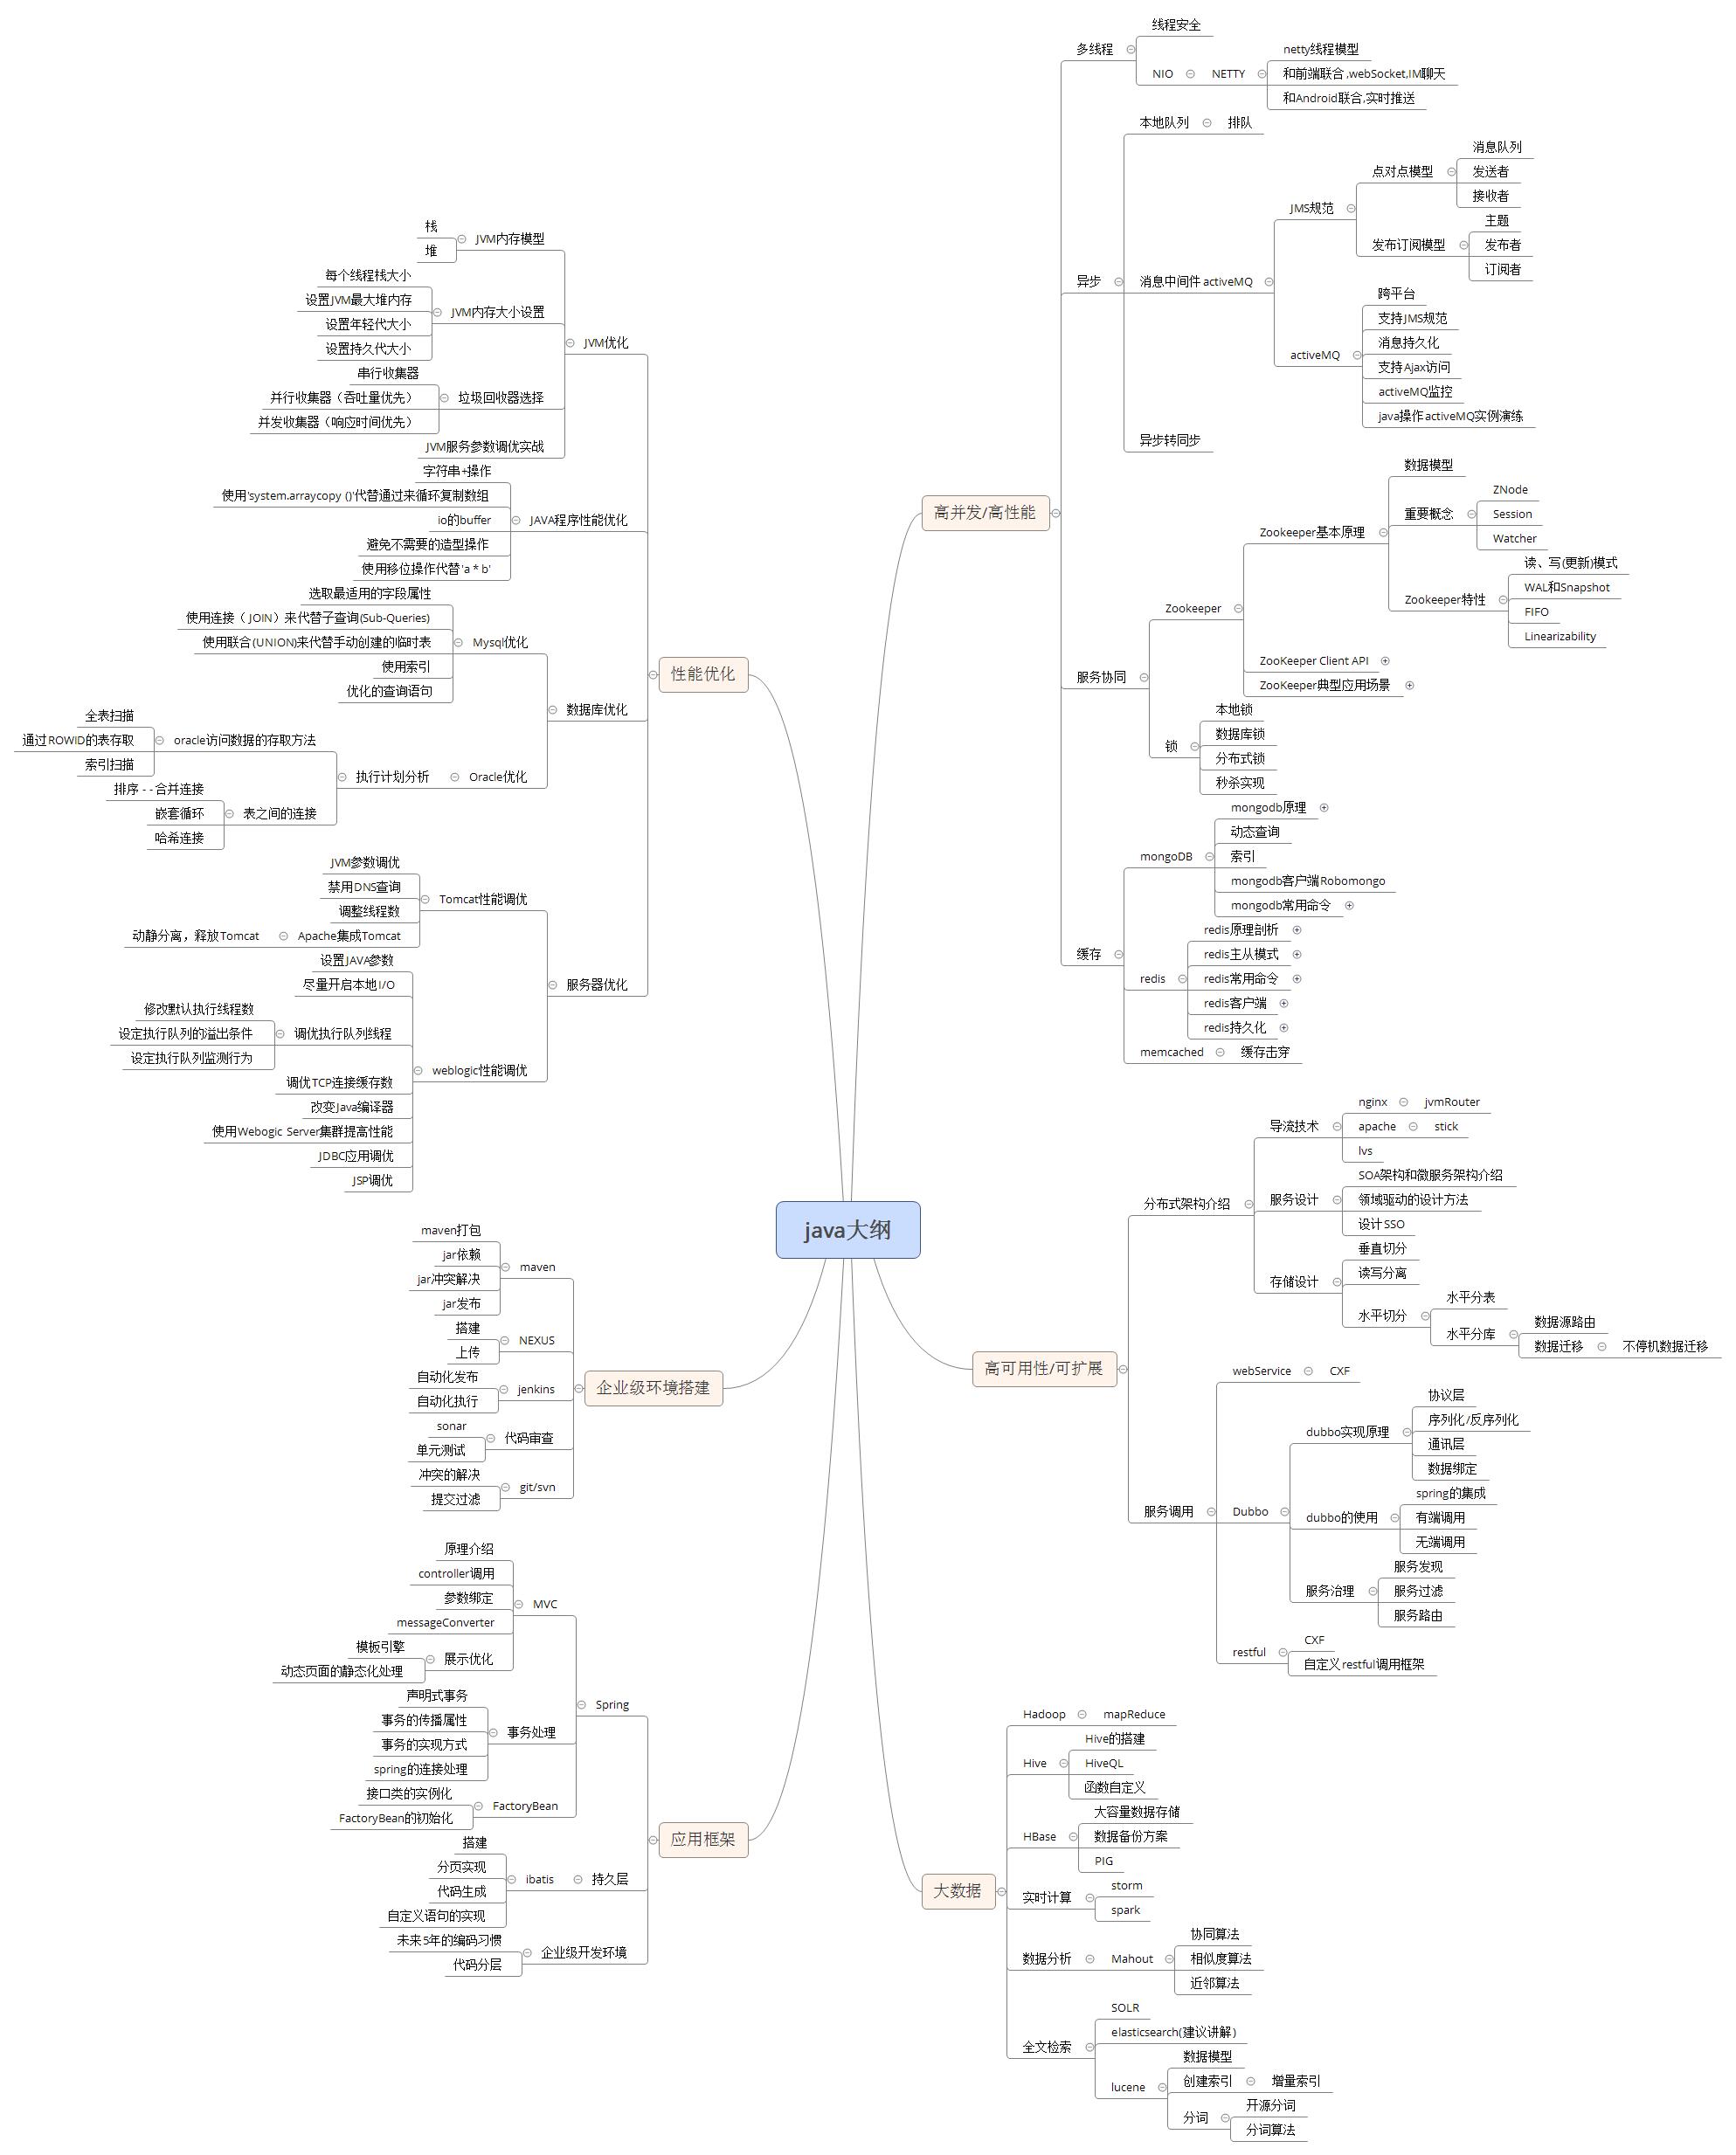 java大纲
高并发/高性能
多线程
线程安全
NIO
NETTY
netty线程模型
和前端联合,webSocket,IM聊天
和Android联合,实时推送
异步
本地队列
排队
消息中间件 activeMQ
JMS规范
点对点模型
消息队列
发送者
接收者
发布订阅模型
主题
发布者
订阅者
activeMQ
跨平台
支持JMS规范
消息持久化
支持Ajax访问
activeMQ监控
java操作activeMQ实例演练
异步转同步
服务协同
Zookeeper
Zookeeper基本原理
数据模型
重要概念
ZNode
Session
Watcher
Zookeeper特性
读、写(更新)模式
WAL和Snapshot
FIFO
Linearizability
ZooKeeper Client API
ZooKeeper典型应用场景
锁
本地锁
数据库锁
分布式锁
秒杀实现
缓存
mongoDB
mongodb原理
动态查询
索引
mongodb客户端Robomongo
mongodb常用命令
redis
redis原理剖析
redis主从模式
redis常用命令
redis客户端
redis持久化
memcached
缓存击穿
高可用性/可扩展
分布式架构介绍
导流技术
nginx
jvmRouter
apache
stick
lvs
服务设计
SOA架构和微服务架构介绍
领域驱动的设计方法
设计SSO
存储设计
垂直切分
读写分离
水平切分
水平分表
水平分库
数据源路由
数据迁移
不停机数据迁移
服务调用
webService
CXF
Dubbo
dubbo实现原理
协议层
序列化/反序列化
通讯层
数据绑定
dubbo的使用
spring的集成
有端调用
无端调用
服务治理
服务发现
服务过滤
服务路由
restful
CXF
自定义restful调用框架
大数据
Hadoop
mapReduce
Hive
Hive的搭建
HiveQL
函数自定义
HBase
大容量数据存储
数据备份方案
PIG
实时计算
storm
spark
数据分析
Mahout
协同算法
相似度算法
近邻算法
全文检索
SOLR
elasticsearch(建议讲解)
lucene
数据模型
创建索引
增量索引
分词
开源分词
分词算法
性能优化
JVM优化
JVM内存模型
栈
堆
JVM内存大小设置
每个线程栈大小
设置JVM最大堆内存
设置年轻代大小
设置持久代大小
垃圾回收器选择
串行收集器
并行收集器（吞吐量优先）
并发收集器（响应时间优先）
JVM服务参数调优实战
JAVA程序性能优化
字符串+操作
使用'system.arraycopy ()'代替通过来循环复制数组
io的buffer
避免不需要的造型操作
使用移位操作代替'a * b'
数据库优化
Mysql优化
选取最适用的字段属性
使用连接（ JOIN）来代替子查询(Sub-Queries)
使用联合(UNION)来代替手动创建的临时表
使用索引
优化的查询语句
Oracle优化
执行计划分析
oracle访问数据的存取方法
全表扫描
通过ROWID的表存取
索引扫描
表之间的连接
排序 - - 合并连接
嵌套循环
哈希连接
服务器优化
Tomcat性能调优
JVM参数调优
禁用DNS查询
调整线程数
Apache集成Tomcat
动静分离，释放Tomcat
weblogic性能调优
设置JAVA参数
尽量开启本地I/O
调优执行队列线程
修改默认执行线程数
设定执行队列的溢出条件
设定执行队列监测行为
调优TCP连接缓存数
改变Java编译器
使用Webogic Server集群提高性能
JDBC应用调优
JSP调优
企业级环境搭建
maven
maven打包
jar依赖
jar冲突解决
jar发布
NEXUS
搭建
上传
jenkins
自动化发布
自动化执行
代码审查
sonar
单元测试
git/svn
冲突的解决
提交过滤
应用框架
Spring
MVC
原理介绍
controller调用
参数绑定
messageConverter
展示优化
模板引擎
动态页面的静态化处理
事务处理
声明式事务
事务的传播属性
事务的实现方式
spring的连接处理
FactoryBean
接口类的实例化
FactoryBean的初始化
持久层
ibatis
搭建
分页实现
代码生成
自定义语句的实现
企业级开发环境
未来5年的编码习惯
代码分层